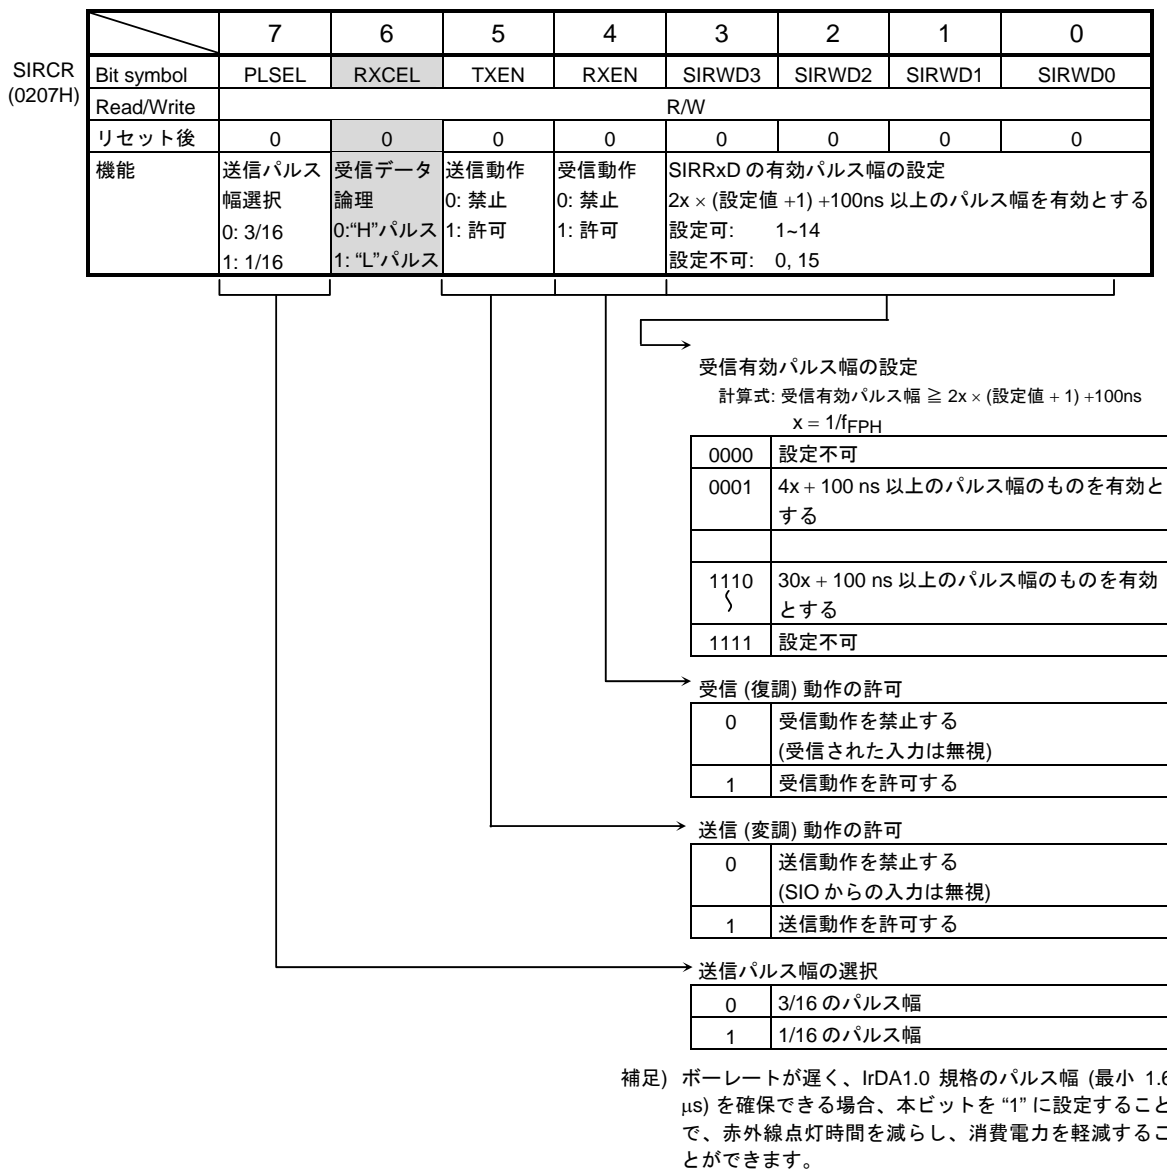 7 6 5 4 3 2 1 0
SIRCR
(0207H)
Bit symbol PLSEL RXCEL TXEN RXEN SIRWD3 SIRWD2 SIRWD1 SIRWD0
Read/Write R/W
リセット後 0 0 0 0 0 0 0 0
機能
送信パルス
幅選択
0: 3/16
1: 1/16
受信データ
論理
0:“H”パルス
1: “L”パルス
送信動作
0: 禁止
1: 許可
受信動作
0: 禁止
1: 許可
SIRRxD の有効パルス幅の設定
2x × (設定値 +1) +100ns 以上のパルス幅を有効とする
設定可: 1~14
設定不可: 0, 15
受信有効パルス幅の設定
計算式: 受信有効パルス幅 ≧ 2x × (設定値 + 1) +100ns
x = 1/fFPH
0000 設定不可
0001 4x + 100 ns 以上のパルス幅のものを有効と
する
1110 30x + 100 ns 以上のパルス幅のものを有効
〜 とする
1111 設定不可
受信 (復調) 動作の許可
0 受信動作を禁止する
(受信された入力は無視)
1 受信動作を許可する
送信 (変調) 動作の許可
0 送信動作を禁止する
(SIO からの入力は無視)
1 送信動作を許可する
送信パルス幅の選択
0 3/16 のパルス幅
1 1/16 のパルス幅
補足) ボーレートが遅く、IrDA1.0 規格のパルス幅 (最小 1.6
μs) を確保できる場合、本ビットを “1” に設定すること
で、赤外線点灯時間を減らし、消費電力を軽減するこ
とができます。